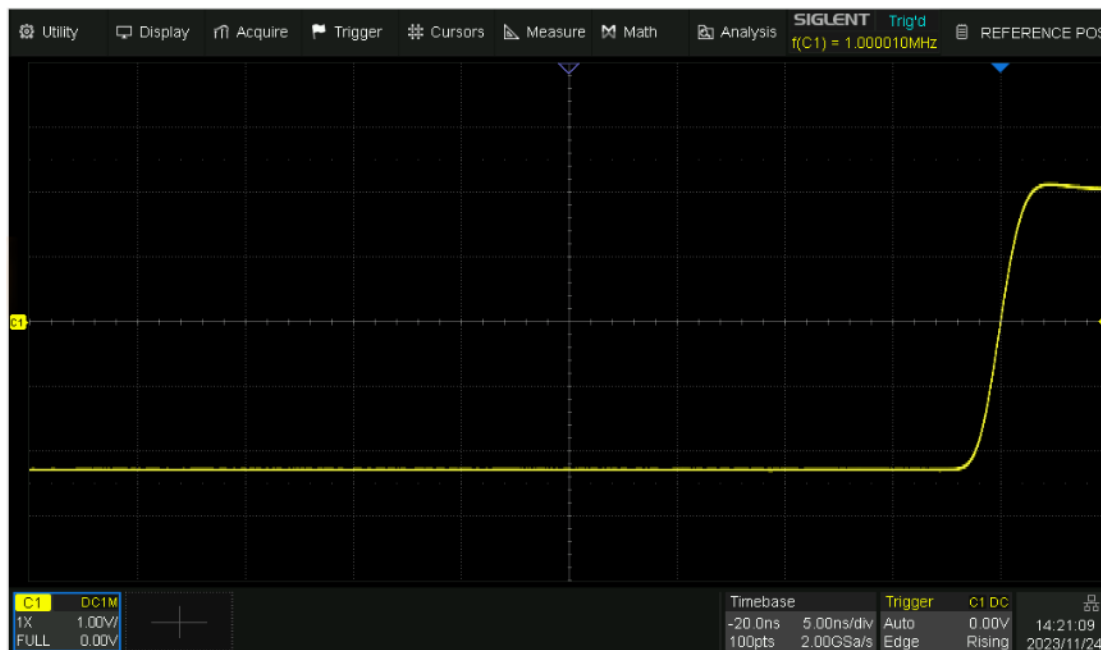 Utility Display Acquire Trigger Cursors Measure Math Analysis SIGLENT Trig'd
f(C1) = 1.000010MHz REFERENCE POS
C1
C1 DC1M
1X 1.00V/
FULL 0.00V
Timebase
-20.0ns 5.00ns/div
100pts 2.00GSa/s
Trigger C1 DC
Auto 0.00V
Edge Rising
14:21:09
2023/11/24